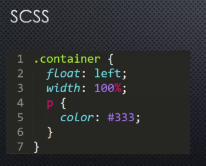 SCSS
1 .container {
2   float: left;
3   width: 100%;
4   p {
5     color: #333;
6   }
7 }